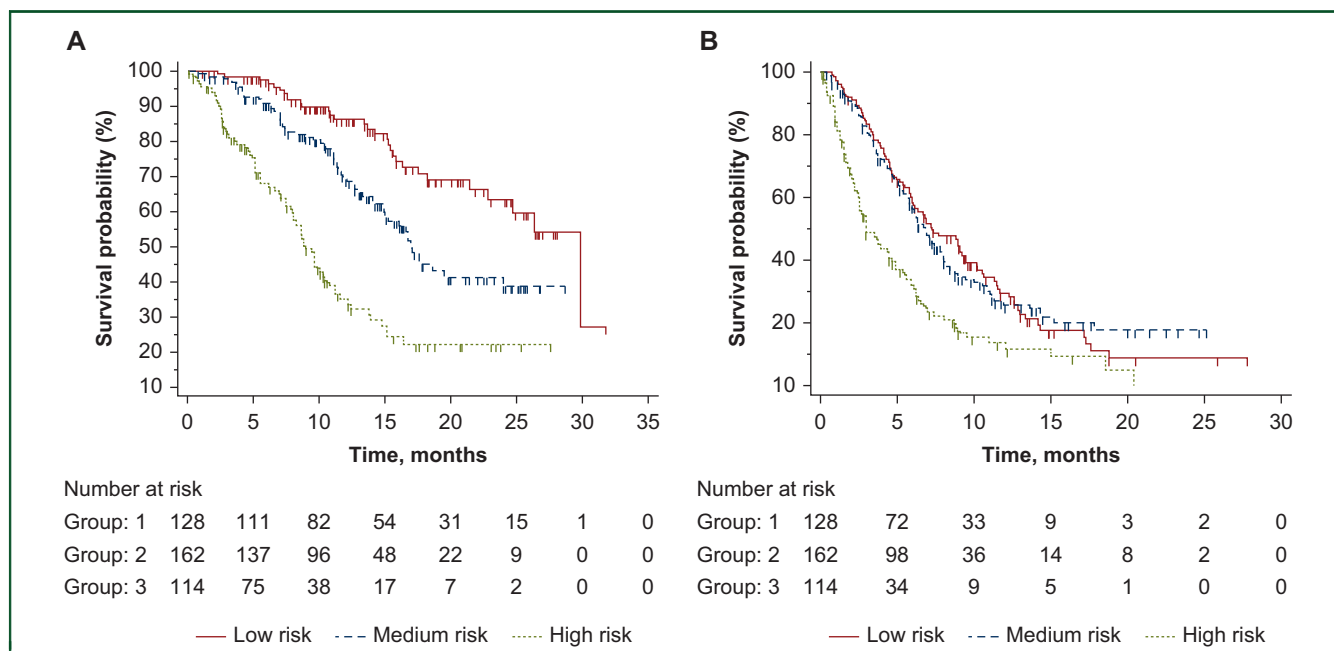 A
B
Survival probability (%)
100
90
80
70
60
50
40
30
20
10
0 5 10 15 20 25 30 35
Time, months
Survival probability (%)
100
80
60
40
20
10
0 5 10 15 20 25 30
Time, months
Number at risk
Group: 1 128 111 82 54 31 15 1 0
Group: 2 162 137 96 48 22 9 0 0
Group: 3 114 75 38 17 7 2 0 0
Low risk Medium risk High risk
Number at risk
Group: 1 128 72 33 9 3 2 0
Group: 2 162 98 36 14 8 2 0
Group: 3 114 34 9 5 1 0 0
Low risk Medium risk High risk